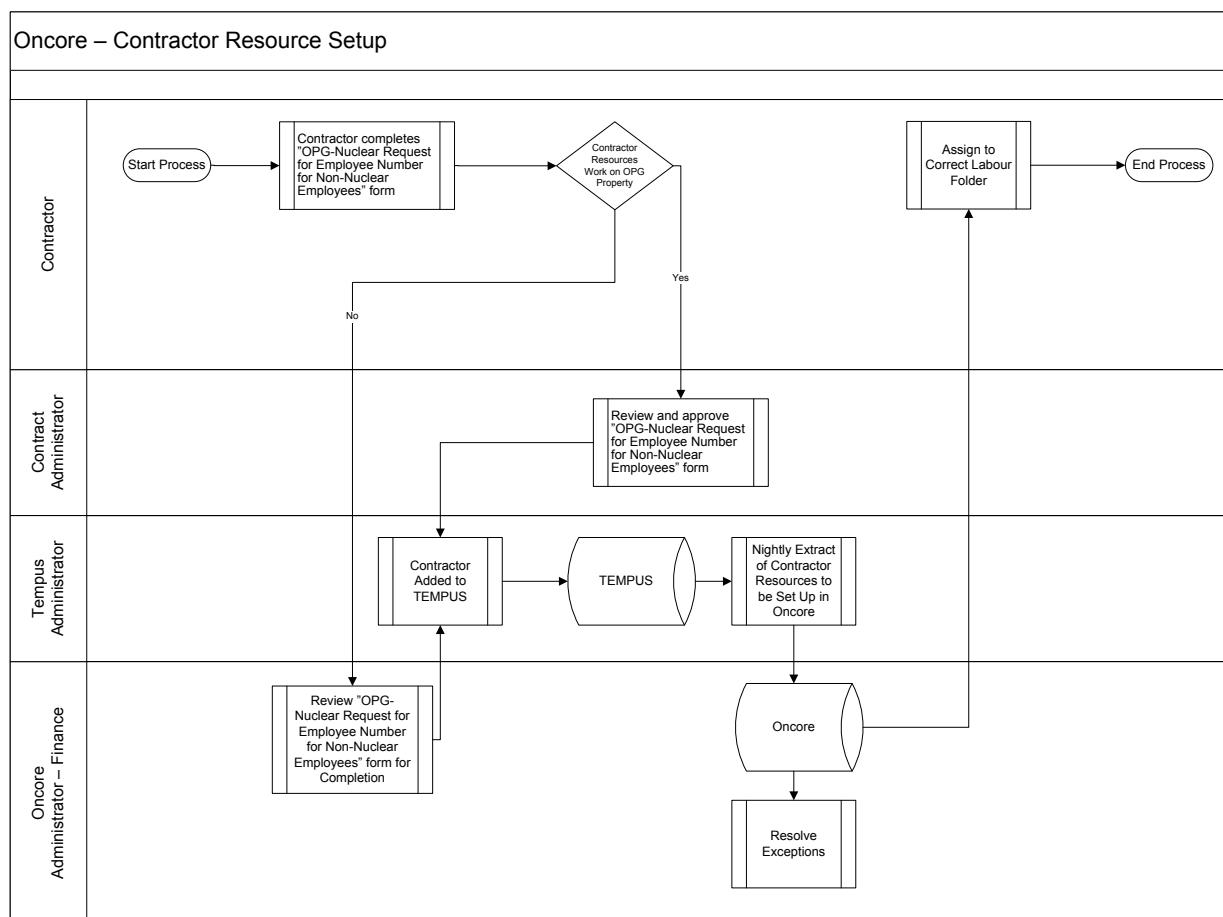 Oncore – Contractor Resource Setup
Contractor
Start Process
Contractor completes
"OPG-Nuclear Request
for Employee Number
for Non-Nuclear
Employees" form
Contractor
Resources
Work on OPG
Property
Assign to
Correct Labour
Folder
End Process
Yes
No
Contract
Administrator
Review and approve
"OPG-Nuclear Request
for Employee Number
for Non-Nuclear
Employees" form
Tempus
Administrator
Contractor
Added to
TEMPUS
TEMPUS
Nightly Extract
of Contractor
Resources to
be Set Up in
Oncore
Oncore
Administrator – Finance
Review "OPG-
Nuclear Request for
Employee Number
for Non-Nuclear
Employees" form for
Completion
Oncore
Resolve
Exceptions